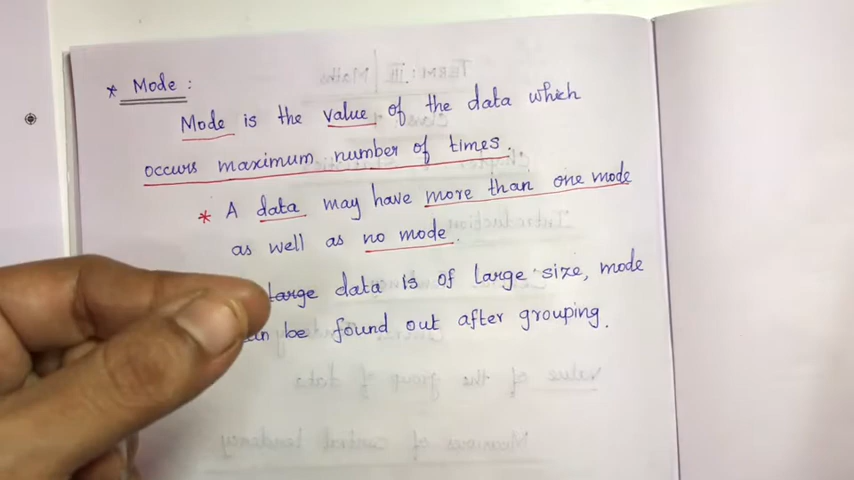 * Mode :
Mode is the value of the data which
occurs maximum number of times.
* A data may have more than one mode
as well as no mode.
large data is of large size, mode
be found out after grouping.